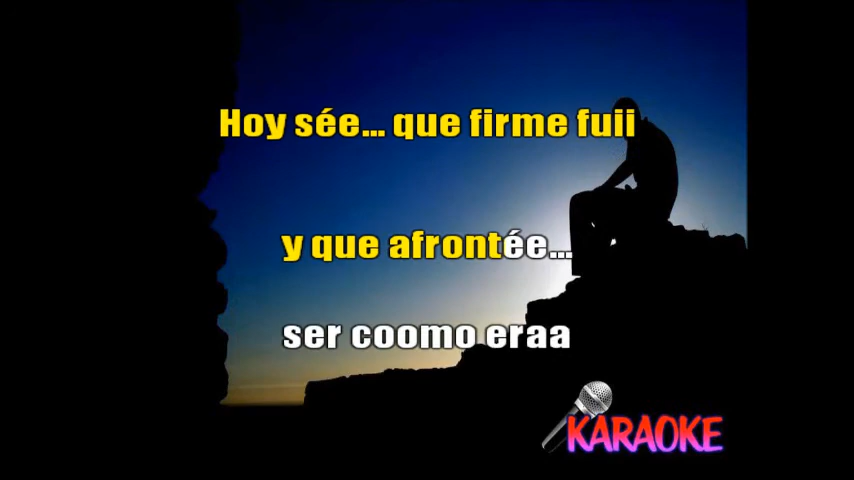 Hoy sée... que firme fuii
y que afrontée...
ser coomo eraa
KARAOKE